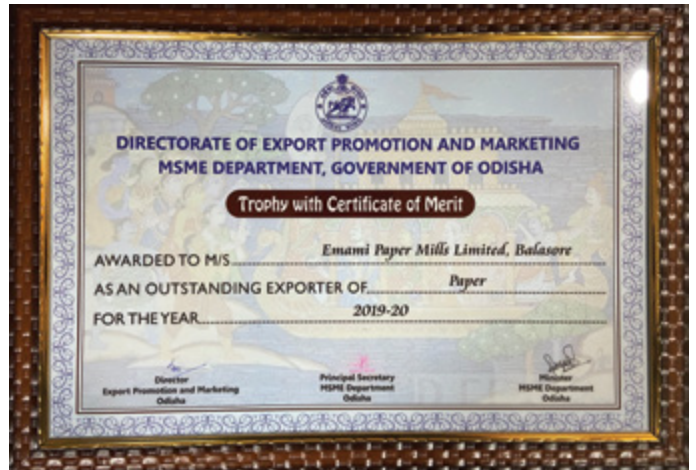 DIRECTORATE OF EXPORT PROMOTION AND MARKETING
MSME DEPARTMENT, GOVERNMENT OF ODISHA
Trophy with Certificate of Merit
AWARDED TO M/S Emami Paper Mills Limited, Balasore
AS AN OUTSTANDING EXPORTER OF Paper
FOR THE YEAR 2019-20
Director
Export Promotion and Marketing
Odisha
Principal Secretary
MSME Department
Odisha
Minister
MSME Department
Odisha